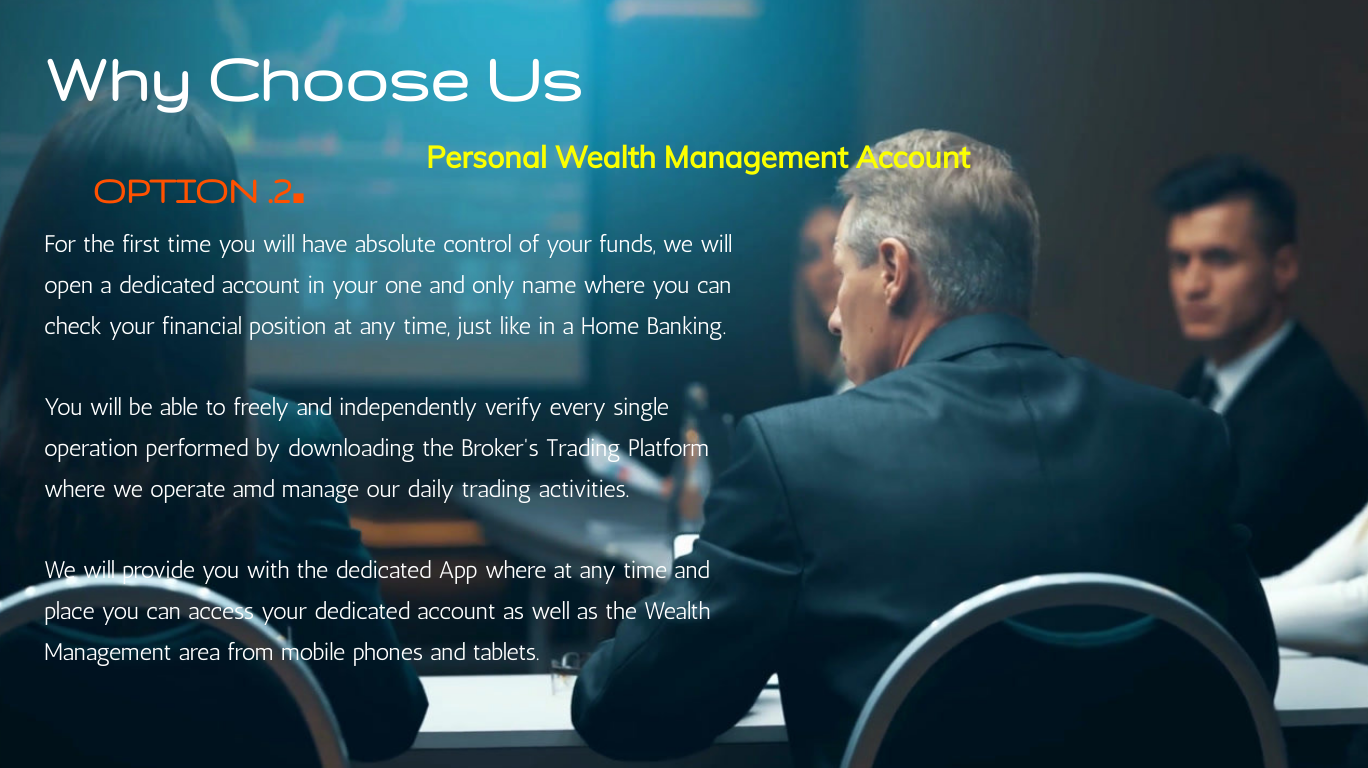 Why Choose Us
Personal Wealth Management Account
OPTION .2.
For the first time you will have absolute control of your funds, we will
open a dedicated account in your one and only name where you can
check your financial position at any time, just like in a Home Banking.
You will be able to freely and independently verify every single
operation performed by downloading the Broker's Trading Platform
where we operate amd manage our daily trading activities.
We will provide you with the dedicated App where at any time and
place you can access your dedicated account as well as the Wealth
Management area from mobile phones and tablets.